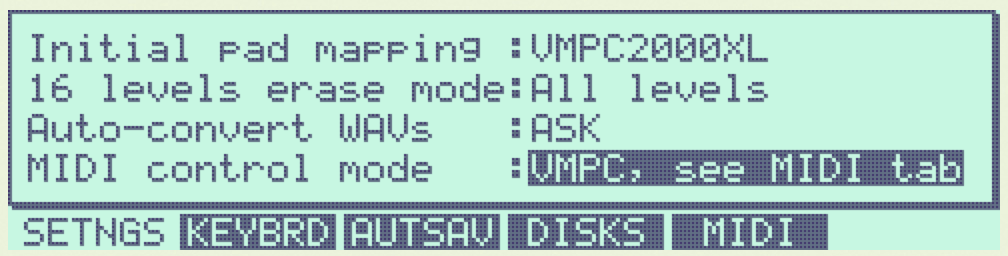 Initial pad mapping :VMPC2000XL
16 levels erase mode:All levels
Auto-convert WAVs :ASK
MIDI control mode :VMPC, see MIDI tab
SETNGS KEYBRD AUTSAV DISKS MIDI